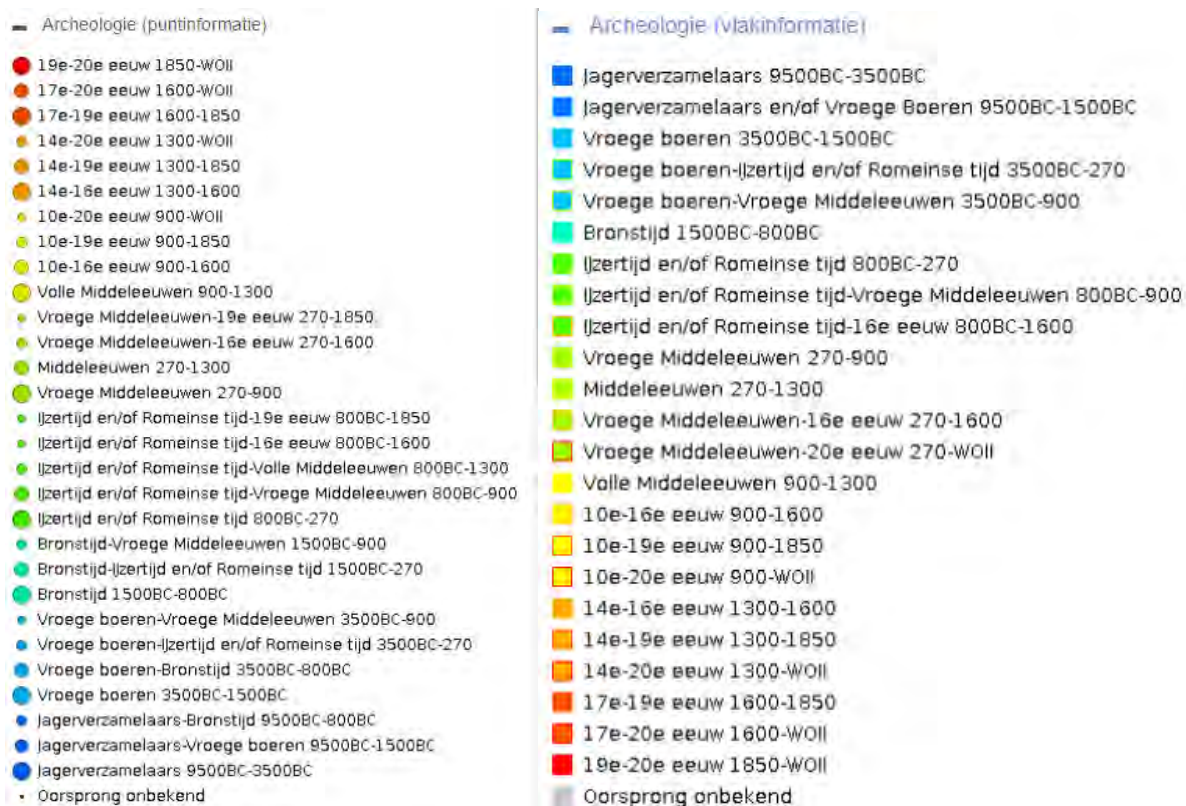 Archeologie (puntinformatie)
19e-20e eeuw 1850-WOII
17e-20e eeuw 1600-WOII
17e-19e eeuw 1600-1850
14e-20e eeuw 1300-WOII
14e-19e eeuw 1300-1850
14e-16e eeuw 1300-1600
10e-20e eeuw 900-WOII
10e-19e eeuw 900-1850
10e-16e eeuw 900-1600
Volle Middeleeuwen 900-1300
Vroege Middeleeuwen-19e eeuw 270-1850
Vroege Middeleeuwen-16e eeuw 270-1600
Middeleeuwen 270-1300
Vroege Middeleeuwen 270-900
IJzertijd en/of Romeinse tijd-19e eeuw 800BC-1850
IJzertijd en/of Romeinse tijd-16e eeuw 800BC-1600
IJzertijd en/of Romeinse tijd-Volle Middeleeuwen 800BC-1300
IJzertijd en/of Romeinse tijd-Vroege Middeleeuwen 800BC-900
IJzertijd en/of Romeinse tijd 800BC-270
Bronstijd-Vroege Middeleeuwen 1500BC-900
Bronstijd-IJzertijd en/of Romeinse tijd 1500BC-270
Bronstijd 1500BC-800BC
Vroege boeren-Vroege Middeleeuwen 3500BC-900
Vroege boeren-IJzertijd en/of Romeinse tijd 3500BC-270
Vroege boeren-Bronstijd 3500BC-800BC
Vroege boeren 3500BC-1500BC
Jagerverzamelaars-Bronstijd 9500BC-800BC
Jagerverzamelaars-Vroege boeren 9500BC-1500BC
Jagerverzamelaars 9500BC-3500BC
Oorsprong onbekend
Archeologie (vlakinformatie)
Jagerverzamelaars 9500BC-3500BC
Jagerverzamelaars en/of Vroege Boeren 9500BC-1500BC
Vroege boeren 3500BC-1500BC
Vroege boeren-IJzertijd en/of Romeinse tijd 3500BC-270
Vroege boeren-Vroege Middeleeuwen 3500BC-900
Bronstijd 1500BC-800BC
IJzertijd en/of Romeinse tijd 800BC-270
IJzertijd en/of Romeinse tijd-Vroege Middeleeuwen 800BC-900
IJzertijd en/of Romeinse tijd-16e eeuw 800BC-1600
Vroege Middeleeuwen 270-900
Middeleeuwen 270-1300
Vroege Middeleeuwen-16e eeuw 270-1600
Vroege Middeleeuwen-20e eeuw 270-WOII
Volle Middeleeuwen 900-1300
10e-16e eeuw 900-1600
10e-19e eeuw 900-1850
10e-20e eeuw 900-WOII
14e-16e eeuw 1300-1600
14e-19e eeuw 1300-1850
14e-20e eeuw 1300-WOII
17e-19e eeuw 1600-1850
17e-20e eeuw 1600-WOII
19e-20e eeuw 1850-WOII
Oorsprong onbekend